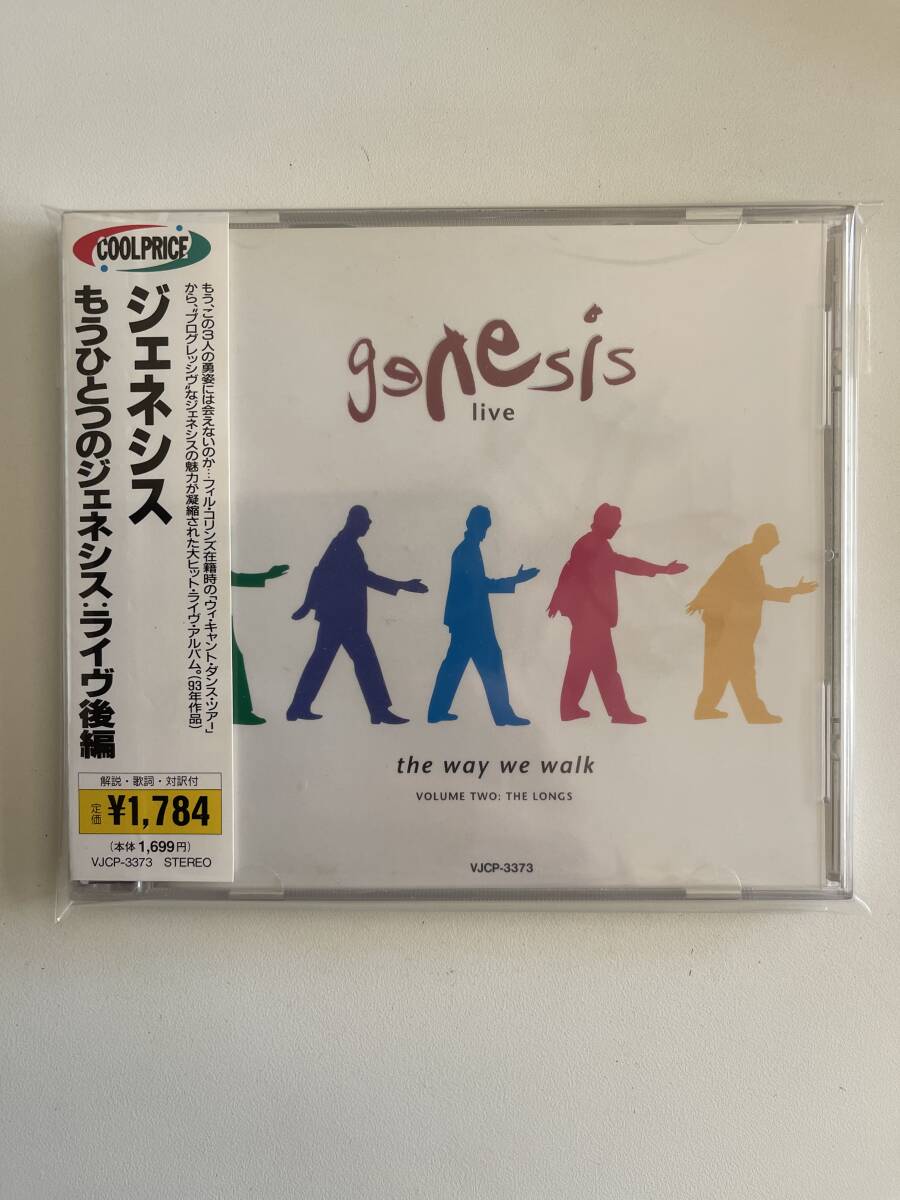 COOLPRICE
ジェネシス
もうひとつのジェネシス:ライヴ後編
もう、この3人の勇姿には会えないのか…フィル・コリンズ在籍時の「ウィ・キャント・ダンス・ツアー」
から、“プログレッシヴ”なジェネシスの魅力が凝縮された大ヒット・ライヴ・アルバム。(93年作品)
解説・歌詞・対訳付
定価 ¥1,784
(本体 1,699円)
VJCP-3373 STEREO
genesis
live
the way we walk
VOLUME TWO: THE LONGS
VJCP-3373